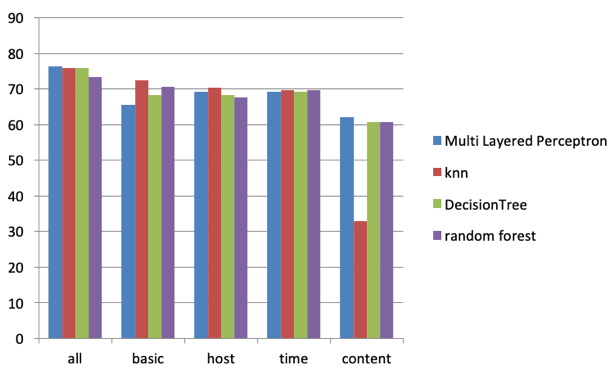 90
80
70
60
50
40
30
20
10
0
all basic host time content
Multi Layered Perceptron
knn
DecisionTree
random forest